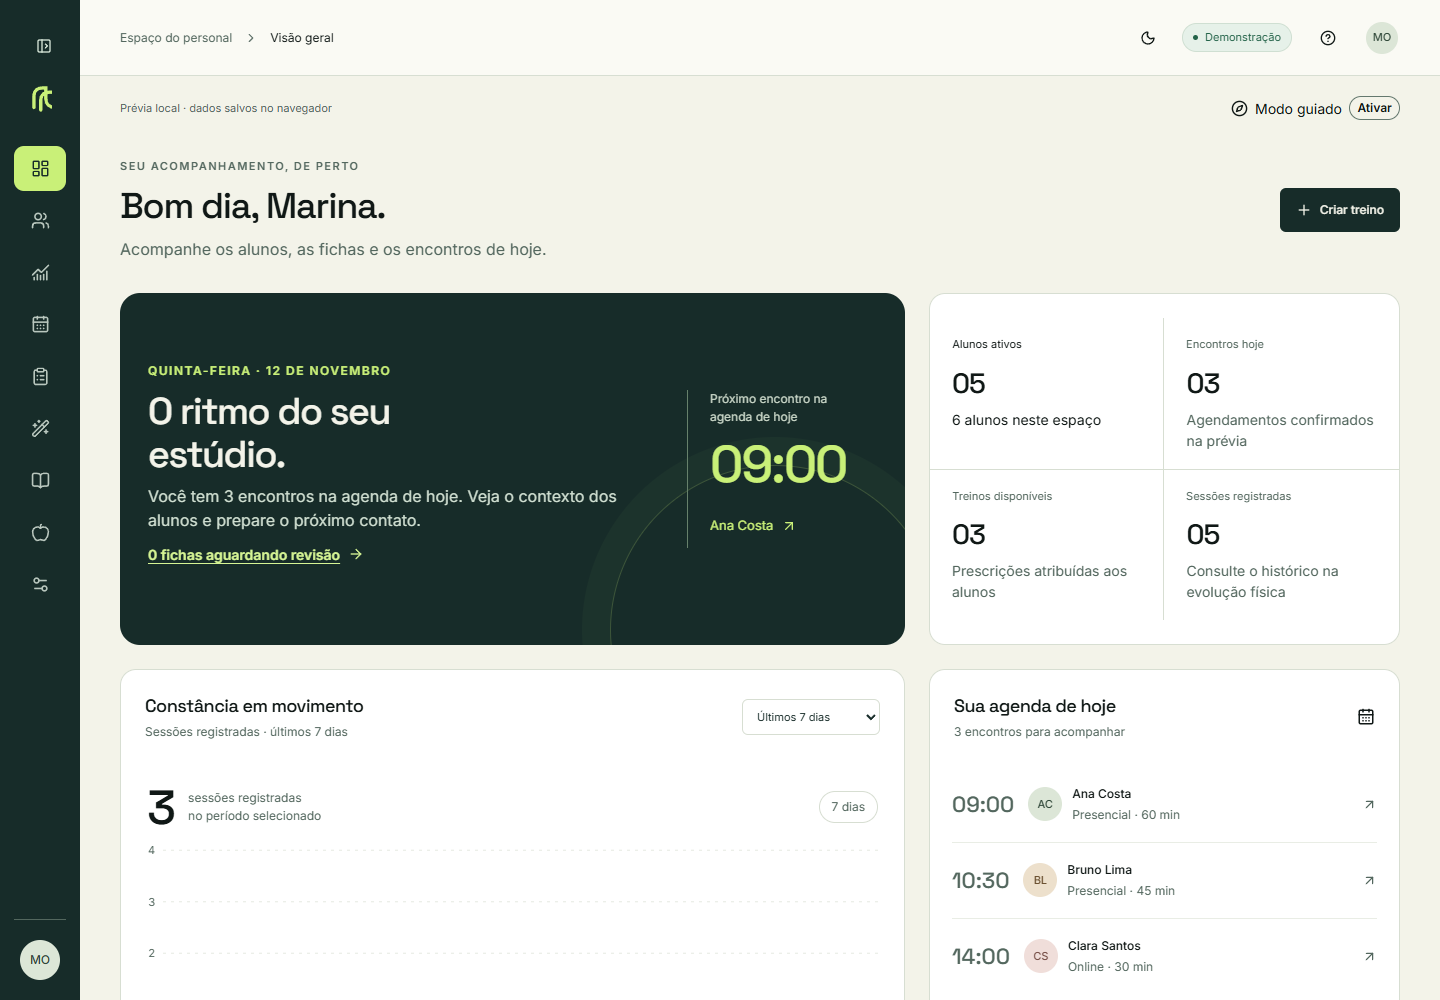 Espaço do personal
Visão geral
Demonstração
MO
Prévia local · dados salvos no navegador
Modo guiado
Ativar
SEU ACOMPANHAMENTO, DE PERTO
Bom dia, Marina.
Acompanhe os alunos, as fichas e os encontros de hoje.
Criar treino
QUINTA-FEIRA · 12 DE NOVEMBRO
O ritmo do seu
estúdio.
Você tem 3 encontros na agenda de hoje. Veja o contexto dos
alunos e prepare o próximo contato.
0 fichas aguardando revisão
Próximo encontro na
agenda de hoje
09:00
Ana Costa
Alunos ativos
05
6 alunos neste espaço
Encontros hoje
03
Agendamentos confirmados
na prévia
Treinos disponíveis
03
Prescrições atribuídas aos
alunos
Sessões registradas
05
Consulte o histórico na
evolução física
Constância em movimento
Sessões registradas · últimos 7 dias
Últimos 7 dias
3
sessões registradas
no período selecionado
7 dias
4
3
2
Sua agenda de hoje
3 encontros para acompanhar
09:00
AC
Ana Costa
Presencial · 60 min
10:30
BL
Bruno Lima
Presencial · 45 min
14:00
CS
Clara Santos
Online · 30 min
MO